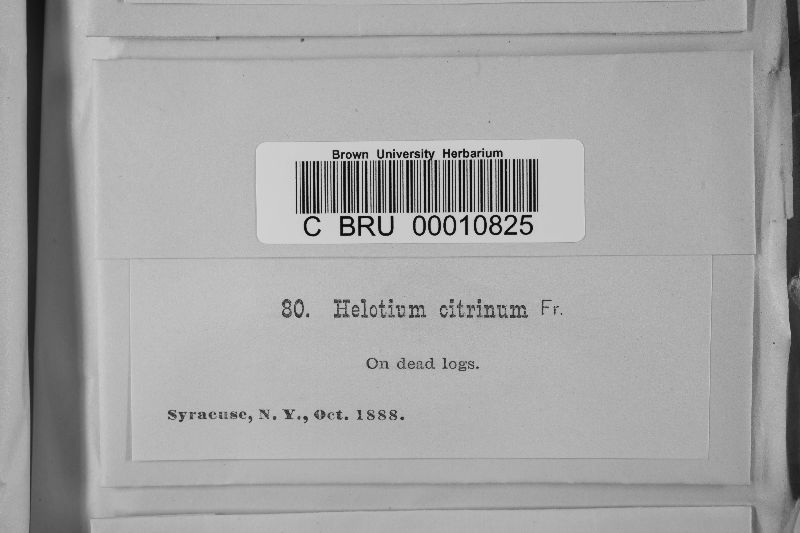 Brown University Herbarium
C BRU 00010825
80. Helotium citrinum Fr.
On dead logs.
Syracuse, N. Y., Oct. 1888.